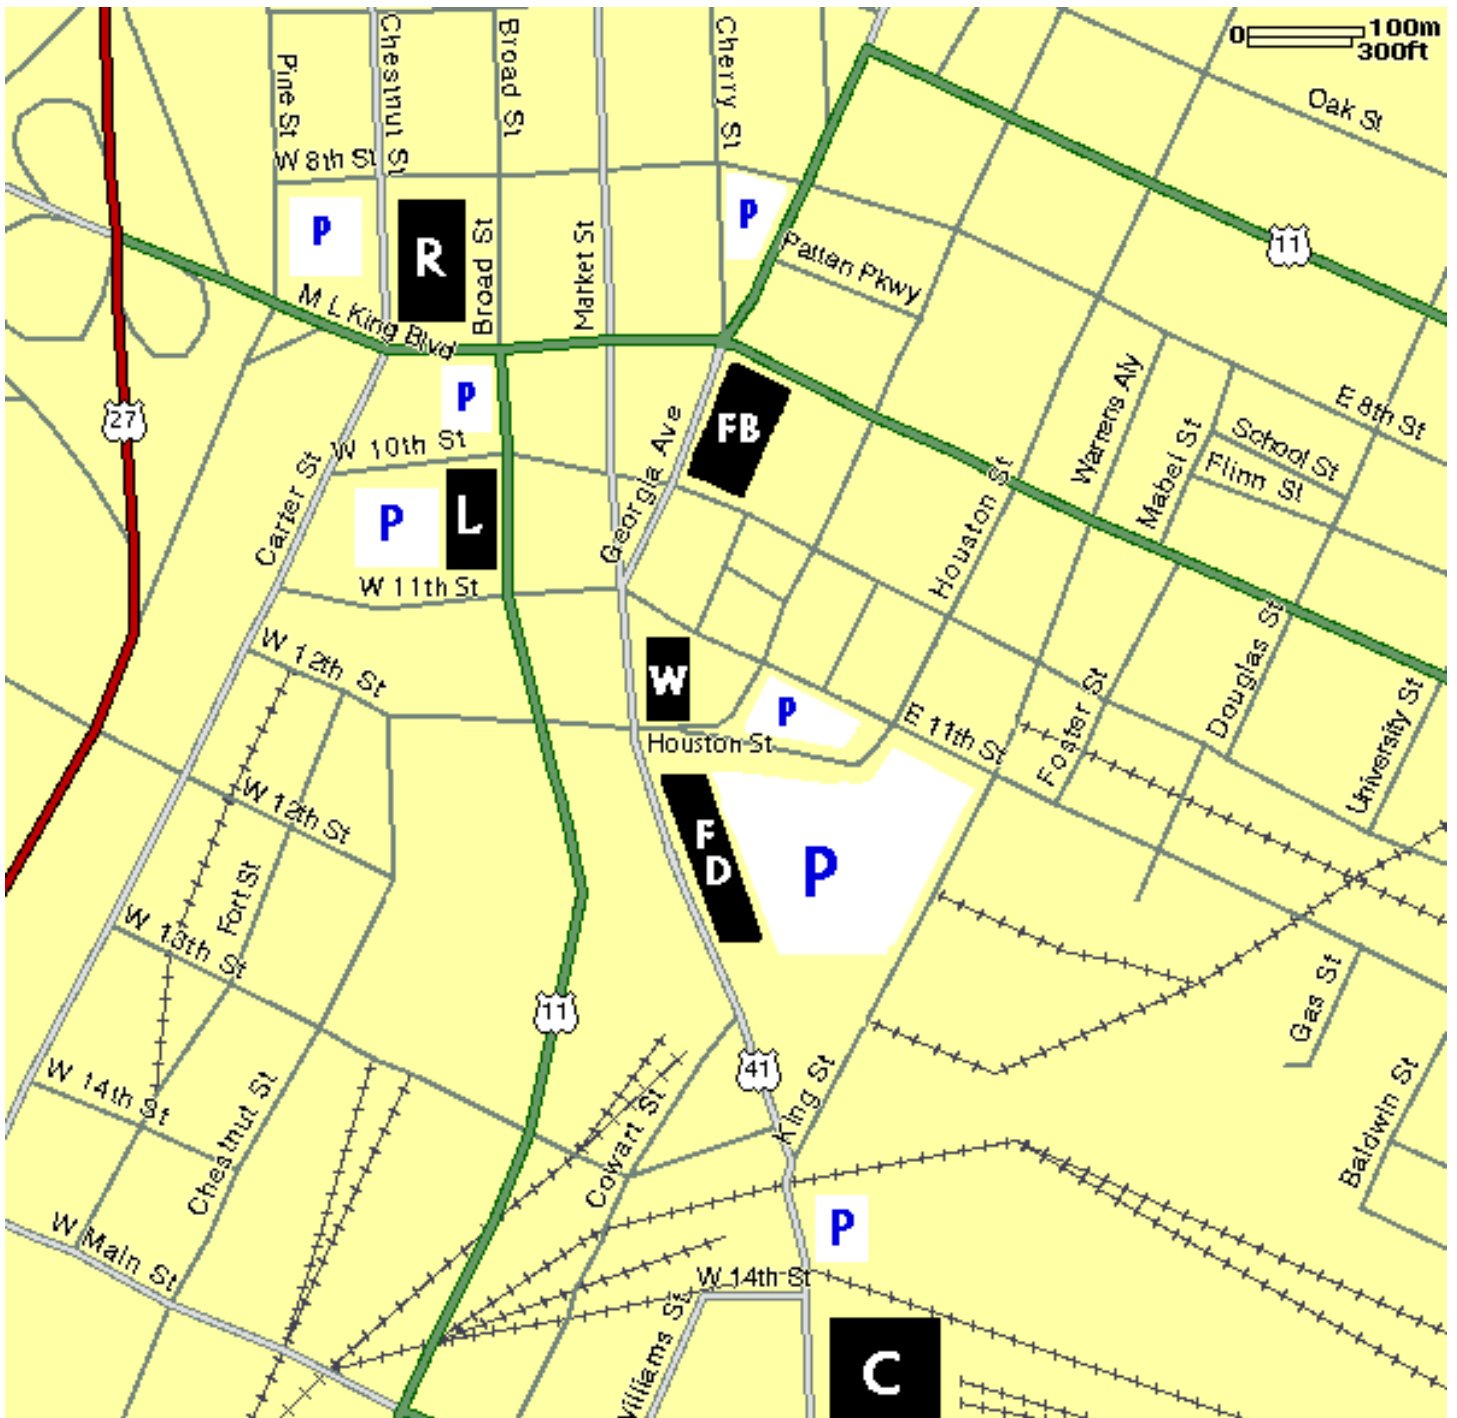 0
100m
300ft
Pine St
Chestnut St
Broad St
Cherry St
Oak St
W 8th St
P
R
Broad St
Market St
P
Patten Pkwy
11
M L King Blvd
27
P
W 10th St
Georgia Ave
FB
Warrens Aly
Mabel St
School St
Flinn St
E 8th St
Carter St
P
L
Houston St
W 11th St
W 12th St
W
P
Houston St
E 11th St
Foster St
Douglas St
University St
W 12th St
F
D
P
Fort St
W 13th St
11
41
King St
Gas St
Baldwin St
W 14th St
Chestnut St
Cowart St
P
W Main St
W 14th St
Williams St
C